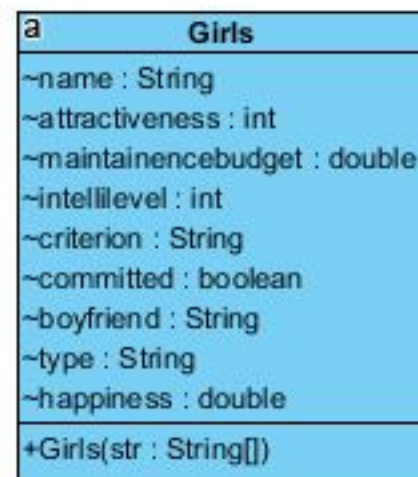 a
Girls
~name : String
~attractiveness : int
~maintainencebudget : double
~intellilevel : int
~criterion : String
~committed : boolean
~boyfriend : String
~type : String
~happiness : double
+Girls(str : String[])